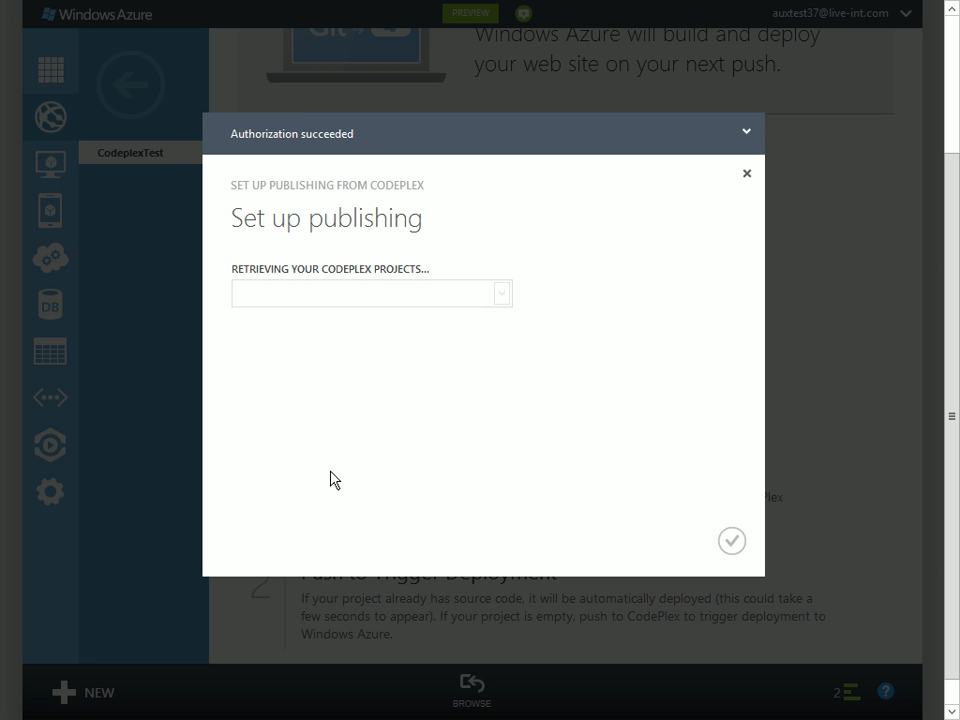 Windows Azure
PREVIEW
auxtest37@live-int.com
Git
Windows Azure will build and deploy
your web site on your next push.
CodeplexTest
Authorization succeeded
SET UP PUBLISHING FROM CODEPLEX
Set up publishing
RETRIEVING YOUR CODEPLEX PROJECTS...
DB
2
Push to Trigger Deployment
If your project already has source code, it will be automatically deployed (this could take a
few seconds to appear). If your project is empty, push to CodePlex to trigger deployment to
Windows Azure.
NEW
BROWSE
2
?